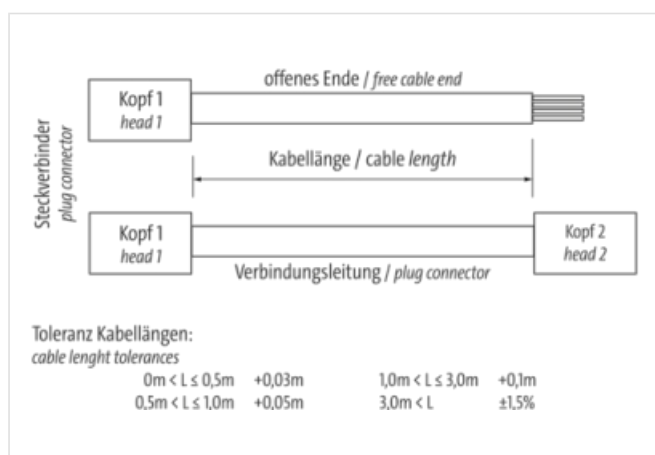 offenes Ende / free cable end
Kopf 1
head 1
Steckverbinder
plug connector
Kabellänge / cable length
Kopf 1
head 1
Kopf 2
head 2
Verbindungsleitung / plug connector
Toleranz Kabellängen:
cable lenght tolerances
0m < L ≤ 0,5m +0,03m 1,0m < L ≤ 3,0m +0,1m
0,5m < L ≤ 1,0m +0,05m 3,0m < L ±1,5%